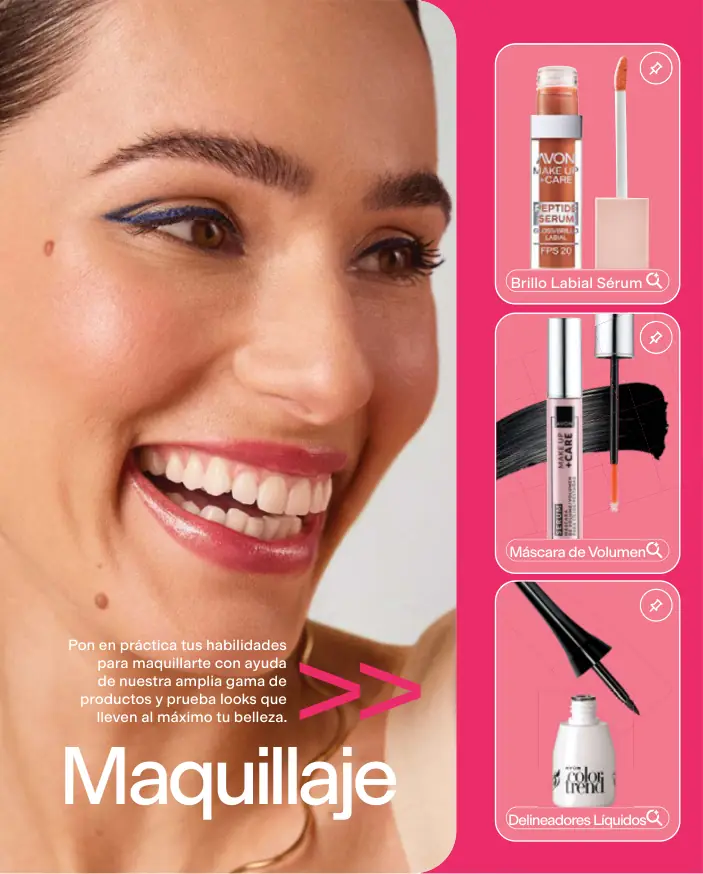 Pon en práctica tus habilidades
para maquillarte con ayuda
de nuestra amplia gama de
productos y prueba looks que
lleven al máximo tu belleza.
Maquillaje
AVON
MAKE UP
+CARE
PEPTIDE
SERUM
GLOSS/BRILLO
LABIAL
FPS 20
Brillo Labial Sérum
MAKE UP
+CARE
SERUM
MÁSCARA
Máscara de Volumen
color
trend
Delineadores Líquidos